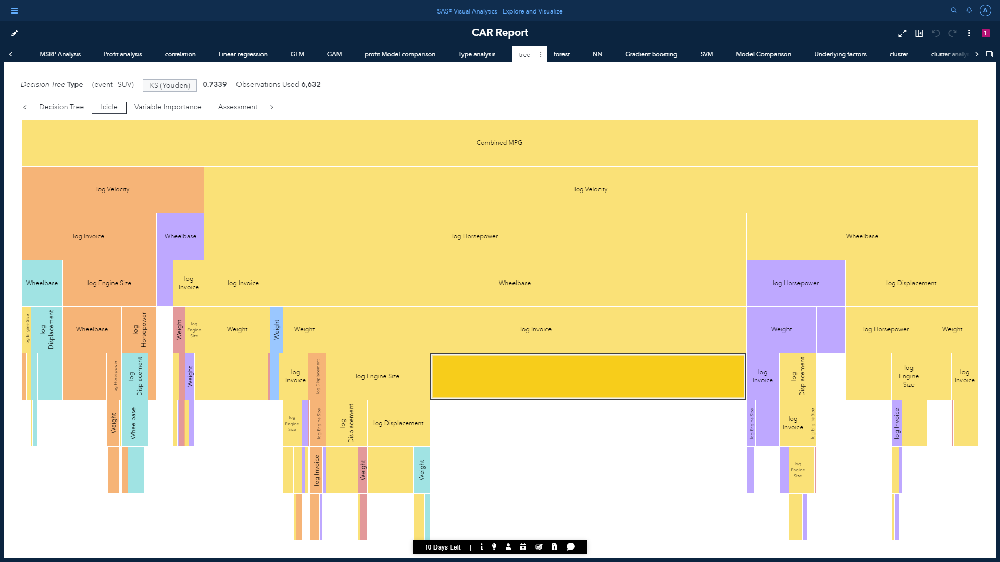 SAS® Visual Analytics - Explore and Visualize
A
CAR Report
1
MSRP Analysis Profit analysis correlation Linear regression GLM GAM profit Model comparison Type analysis tree forest NN Gradient boosting SVM Model Comparison Underlying factors cluster cluster analy
Decision Tree Type (event=SUV) KS (Youden) 0.7339 Observations Used 6,632
Decision Tree Icicle Variable Importance Assessment
Combined MPG
log Velocity log Velocity
log Invoice Wheelbase log Horsepower Wheelbase
Wheelbase log Engine Size log Invoice log Invoice Wheelbase log Horsepower log Displacement
log Engine Size log Displacement Wheelbase log Horsepower Weight log Engine Size Weight Weight Weight log Invoice Weight log Horsepower Weight
log Horsepower log Displacement Weight log Invoice log Displacement log Engine Size log Invoice log Displacement log Engine Size log Invoice
Weight Wheelbase log Engine Size log Engine Size log Displacement log Displacement log Engine Size log Invoice log Engine Size log Invoice
log Invoice Weight Weight log Engine Size
10 Days Left |